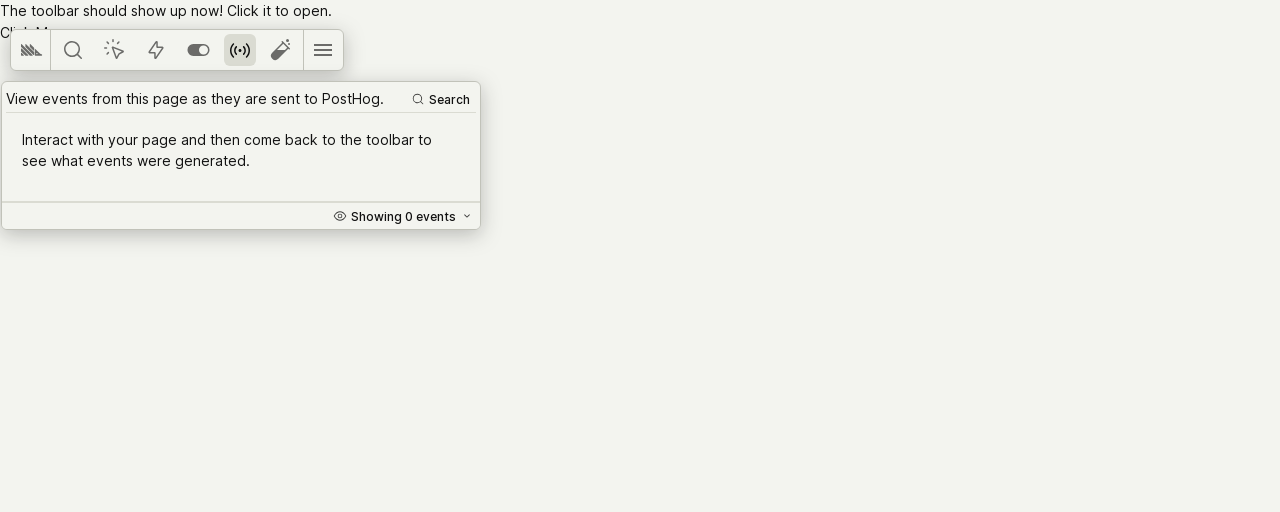 The toolbar should show up now! Click it to open.
View events from this page as they are sent to PostHog.
Search
Interact with your page and then come back to the toolbar to
see what events were generated.
Showing 0 events